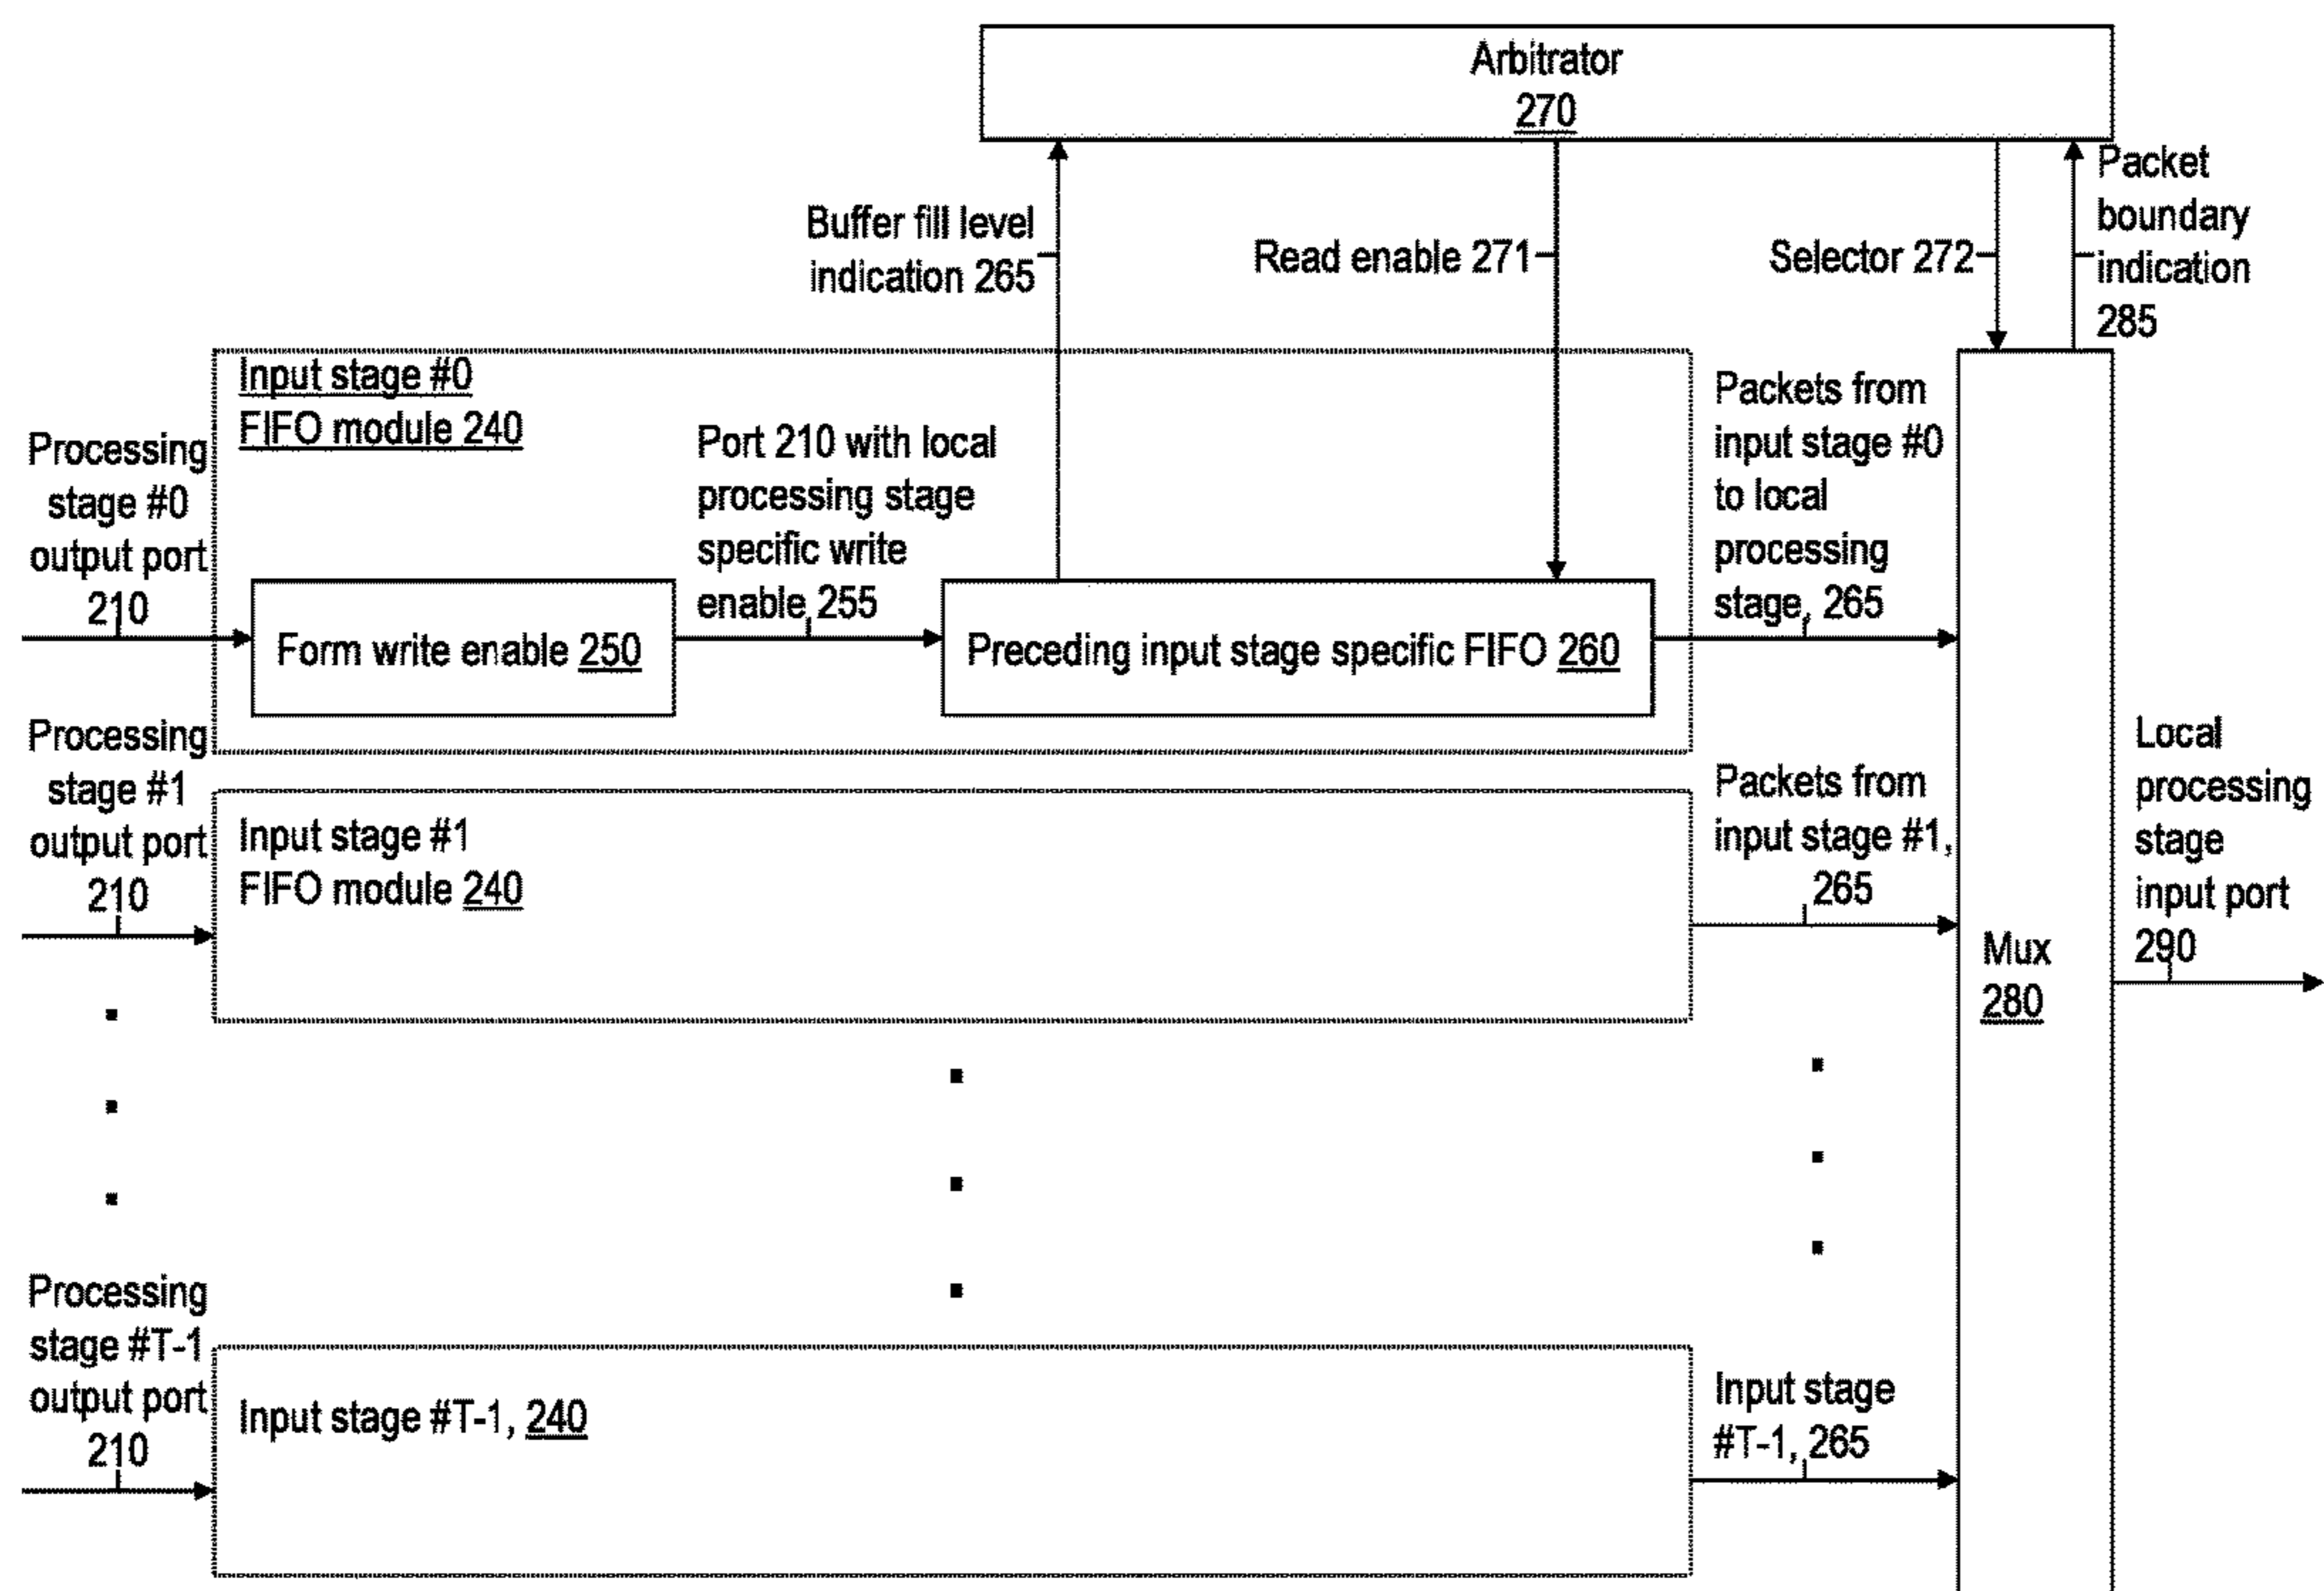 Arbitrator
270
Buffer fill level
indication 265
Read enable 271
Selector 272
Packet
boundary
indication
285
Input stage #0
FIFO module 240
Processing
stage #0
output port
210
Port 210 with local
processing stage
specific write
enable 255
Packets from
input stage #0
to local
processing
stage, 265
Form write enable 250
Preceding input stage specific FIFO 260
Processing
stage #1
output port
210
Input stage #1
FIFO module 240
Packets from
input stage #1,
265
Mux
280
Local
processing
stage
input port
290
Processing
stage #T-1
output port
210
Input stage #T-1, 240
Input stage
#T-1, 265